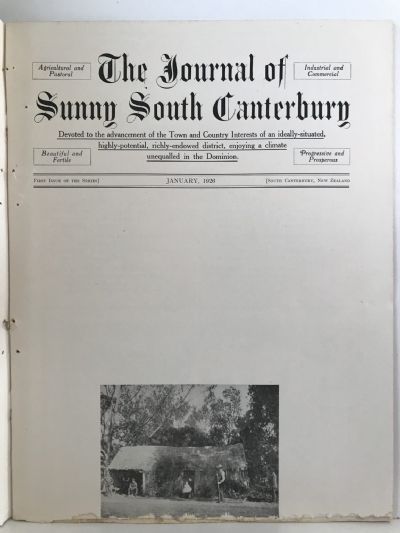 Agricultural and
Pastoral
The Journal of
Industrial and
Commercial
Sunny South Canterbury
Devoted to the advancement of the Town and Country Interests of an ideally-situated,
Beautiful and
Fertile
highly-potential, richly-endowed district, enjoying a climate
unequalled in the Dominion.
Progressive and
Prosperous
First Issue of the Series]
JANUARY, 1926
[South Canterbury, New Zealand